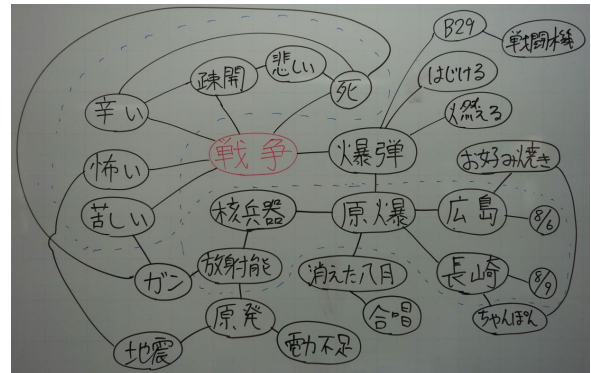 B29
戦闘機
悲しい
疎開
死
はじける
燃える
辛い
戦争
爆弾
お好み焼き
怖い
苦しい
核兵器
原爆
広島
8/6
ガン
放射能
消えた八月
長崎
8/9
原発
合唱
ちゃんぽん
地震
電力不足